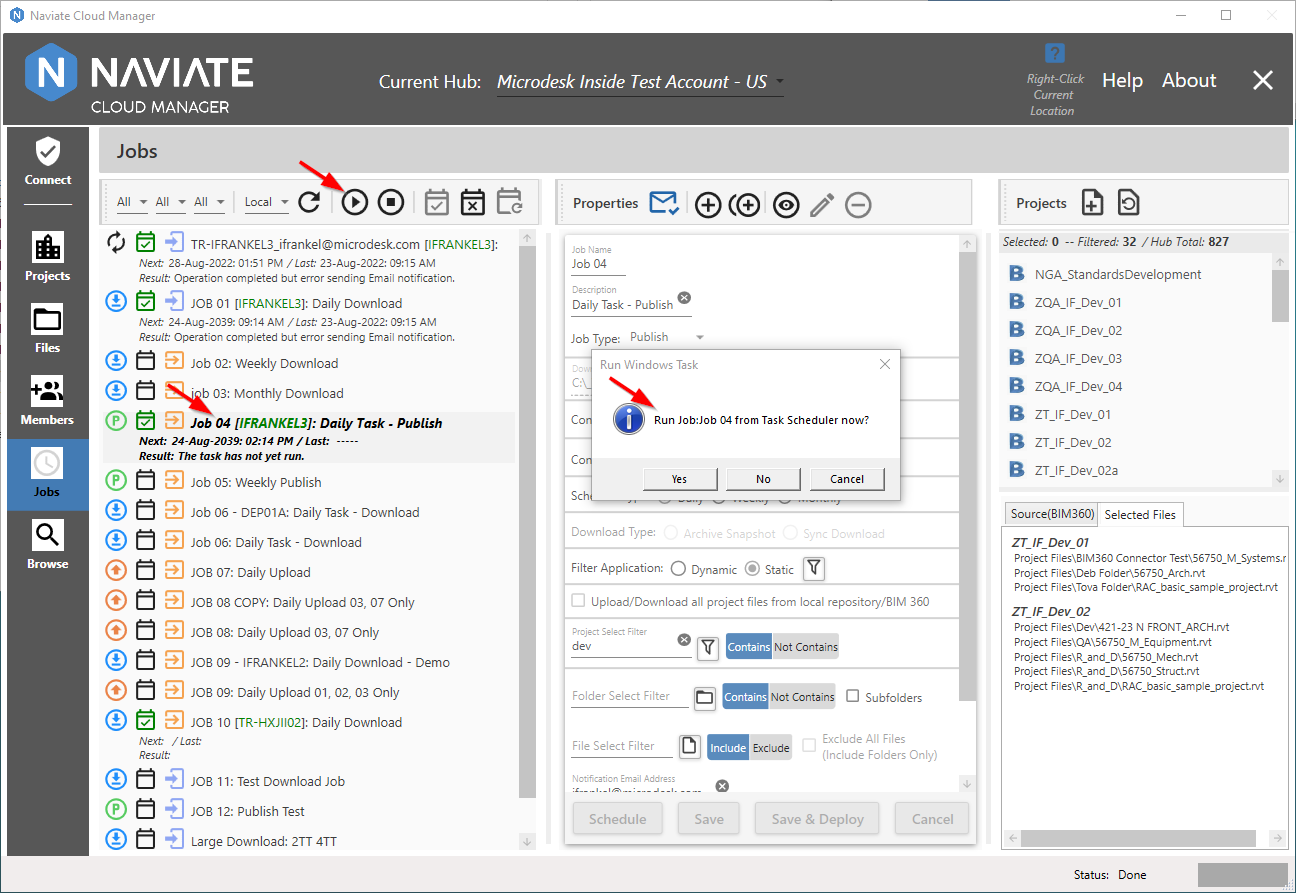 Naviate Cloud Manager
NAVIATE
CLOUD MANAGER
Current Hub: Microdesk Inside Test Account - US
?
Right-Click
Current
Location
Help
About
Connect
Projects
Files
Members
Jobs
Browse
Jobs
All All All Local
TR-IFRANKEL3_ifrankel@microdesk.com [IFRANKEL3]:
Next: 28-Aug-2022: 01:51 PM / Last: 23-Aug-2022: 09:15 AM
Result: Operation completed but error sending Email notification.
JOB 01 [IFRANKEL3]: Daily Download
Next: 24-Aug-2039: 09:14 AM / Last: 23-Aug-2022: 09:15 AM
Result: Operation completed but error sending Email notification.
Job 02: Weekly Download
job 03: Monthly Download
P Job 04 [IFRANKEL3]: Daily Task - Publish
Next: 24-Aug-2039: 02:14 PM / Last: -----
Result: The task has not yet run.
P Job 05: Weekly Publish
Job 06 - DEP01A: Daily Task - Download
Job 06: Daily Task - Download
JOB 07: Daily Upload
JOB 08 COPY: Daily Upload 03, 07 Only
JOB 08: Daily Upload 03, 07 Only
JOB 09 - IFRANKEL2: Daily Download - Demo
JOB 09: Daily Upload 01, 02, 03 Only
JOB 10 [TR-HXJII02]: Daily Download
Next: / Last:
Result:
JOB 11: Test Download Job
P JOB 12: Publish Test
Large Download: 2TT 4TT
Properties
Job Name
Job 04
Description
Daily Task - Publish
Job Type: Publish
C:\_
Con
Con
Run Windows Task
Run Job:Job 04 from Task Scheduler now?
Yes
No
Cancel
Download Type: Archive Snapshot Sync Download
Filter Application: Dynamic Static
Upload/Download all project files from local repository/BIM 360
Project Select Filter
dev
Contains Not Contains
Folder Select Filter
Contains Not Contains
Subfolders
File Select Filter
Include Exclude
Exclude All Files
(Include Folders Only)
Notification Email Address
ifrankel@microdesk.com
Schedule
Save
Save & Deploy
Cancel
Projects
Selected: 0 -- Filtered: 32 / Hub Total: 827
B NGA_StandardsDevelopment
B ZQA_IF_Dev_01
B ZQA_IF_Dev_02
B ZQA_IF_Dev_03
B ZQA_IF_Dev_04
B ZT_IF_Dev_01
B ZT_IF_Dev_02
B ZT_IF_Dev_02a
Source(BIM360)
Selected Files
ZT_IF_Dev_01
Project Files\BIM360 Connector Test\56750_M_Systems.r
Project Files\Deb Folder\56750_Arch.rvt
Project Files\Tova Folder\RAC_basic_sample_project.rvt
ZT_IF_Dev_02
Project Files\Dev\421-23 N FRONT_ARCH.rvt
Project Files\QA\56750_M_Equipment.rvt
Project Files\R_and_D\56750_Mech.rvt
Project Files\R_and_D\56750_Struct.rvt
Project Files\R_and_D\RAC_basic_sample_project.rvt
Status: Done